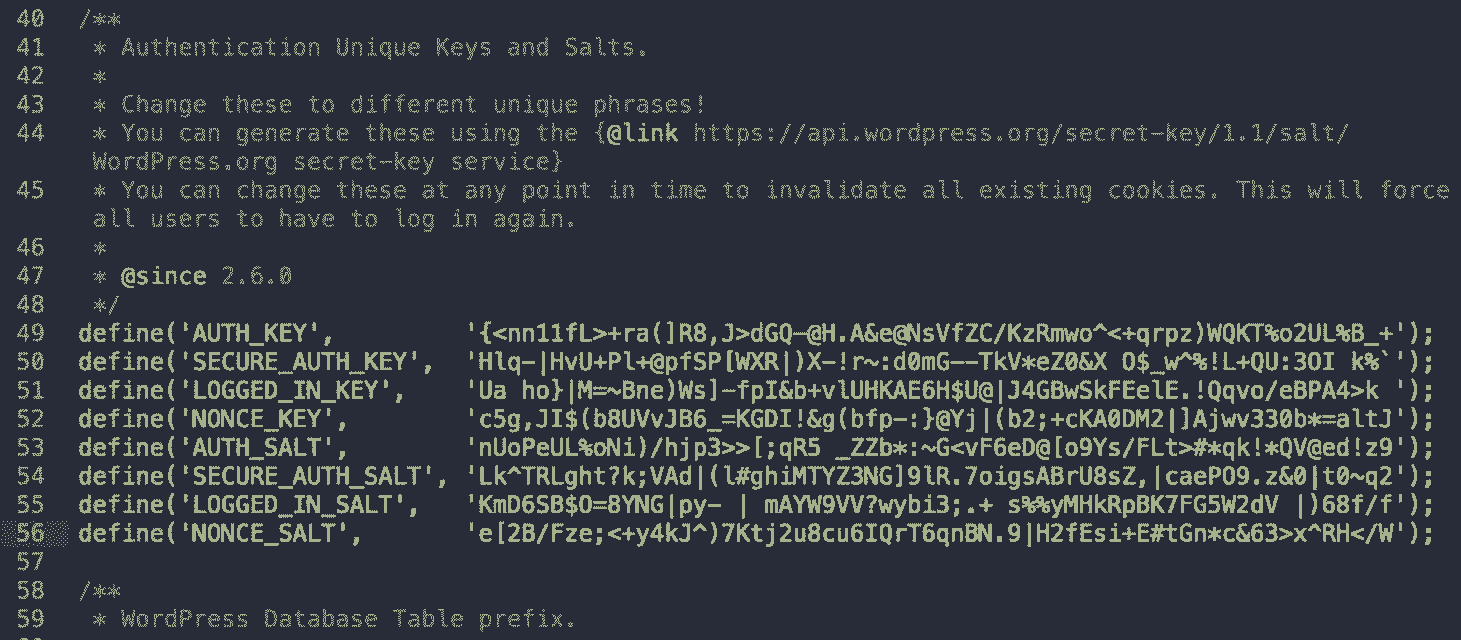 40 /**
41 * Authentication Unique Keys and Salts.
42 *
43 * Change these to different unique phrases!
44 * You can generate these using the {@link https://api.wordpress.org/secret-key/1.1/salt/
WordPress.org secret-key service}
45 * You can change these at any point in time to invalidate all existing cookies. This will force
all users to have to log in again.
46 *
47 * @since 2.6.0
48 */
49 define('AUTH_KEY', '{<nn11fL>+ra(]R8,J>dGQ-@H.A&e@NsVfZC/KzRmwo^<+qrpz)WQKT%o2UL%B_+');
50 define('SECURE_AUTH_KEY', 'Hlq-|HvU+Pl+@pfSP[WXR|)X-!r~:d0mG--TkV*eZ0&X O$_w^%!L+QU:3OI k%`');
51 define('LOGGED_IN_KEY', 'Ua ho}|M=~Bne)Ws]-fpI&b+vlUHKAE6H$U@|J4GBwSkFEelE.!Qqvo/eBPA4>k ');
52 define('NONCE_KEY', 'c5g,JI$(b8UVvJB6_=KGDI!&g(bfp-:}@Yj|(b2;+cKA0DM2|]Ajwv330b*=altJ');
53 define('AUTH_SALT', 'nUoPeUL%oNi)/hjp3>>[;qR5 _ZZb*:~G<vF6eD@[o9Ys/FLt>#*qk!*QV@ed!z9');
54 define('SECURE_AUTH_SALT', 'Lk^TRLght?k;VAd|(l#ghiMTYZ3NG]9lR.7oigsABrU8sZ,|caePO9.z&0|t0~q2');
55 define('LOGGED_IN_SALT', 'KmD6SB$O=8YNG|py- | mAYW9VV?wybi3;.+ s%%yMHkRpBK7FG5W2dV |)68f/f');
56 define('NONCE_SALT', 'e[2B/Fze;<+y4kJ^)7Ktj2u8cu6IQrT6qnBN.9|H2fEsi+E#tGn*c&63>x^RH</W');
57
58 /**
59 * WordPress Database Table prefix.